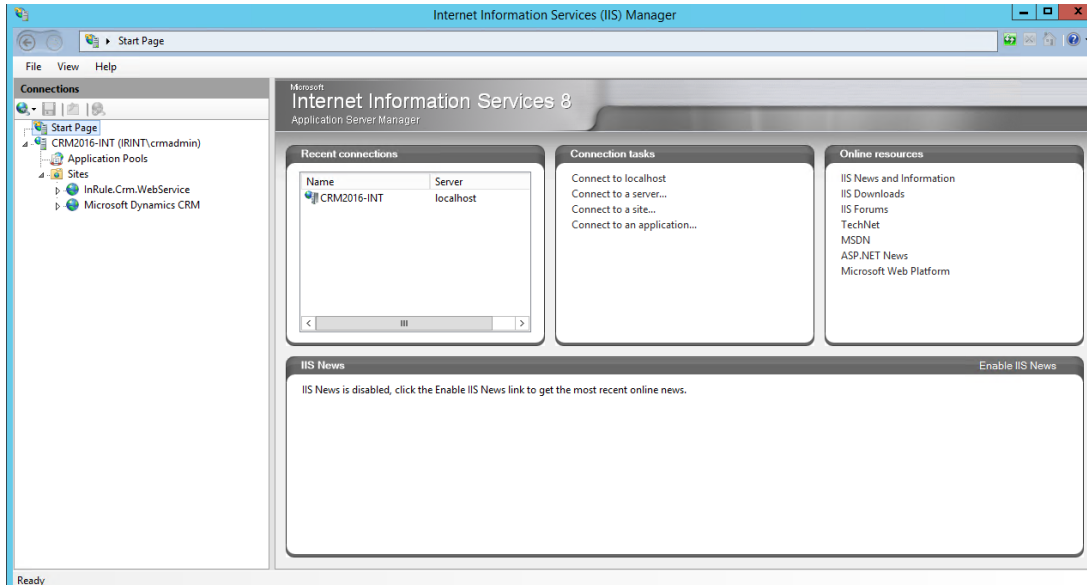 Internet Information Services (IIS) Manager
Start Page
File View Help
Connections
Start Page
CRM2016-INT (IRINT\crmadmin)
Application Pools
Sites
InRule.Crm.WebService
Microsoft Dynamics CRM
Microsoft
Internet Information Services 8
Application Server Manager
Recent connections
Name Server
CRM2016-INT localhost
Connection tasks
Connect to localhost
Connect to a server...
Connect to a site...
Connect to an application...
Online resources
IIS News and Information
IIS Downloads
IIS Forums
TechNet
MSDN
ASP.NET News
Microsoft Web Platform
IIS News
Enable IIS News
IIS News is disabled, click the Enable IIS News link to get the most recent online news.
Ready